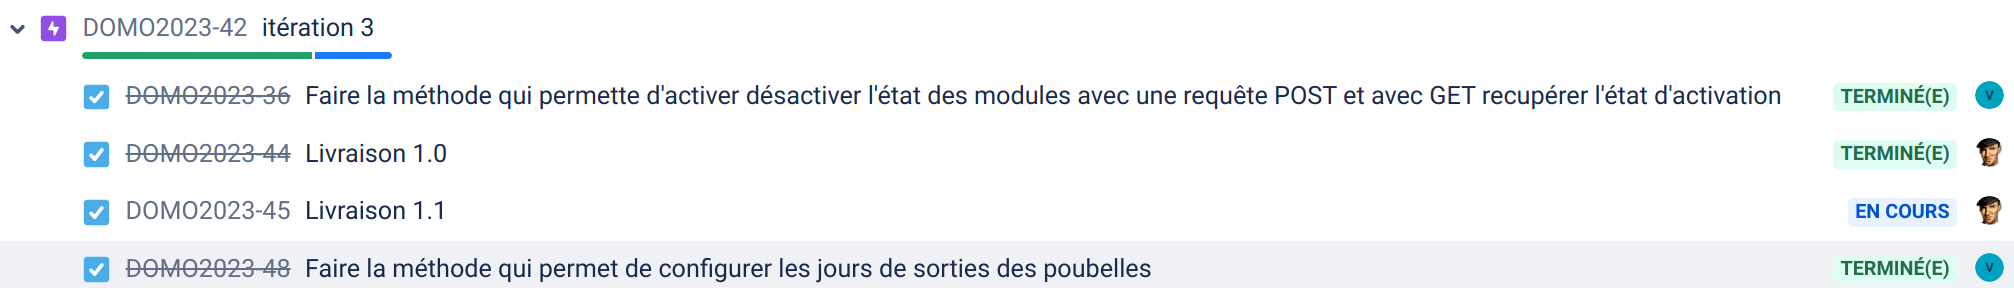 DOMO2023-42 itération 3
DOMO2023-36 Faire la méthode qui permette d'activer désactiver l'état des modules avec une requête POST et avec GET recupérer l'état d'activation TERMINÉ(E) V
DOMO2023-44 Livraison 1.0 TERMINÉ(E)
DOMO2023-45 Livraison 1.1 EN COURS
DOMO2023-48 Faire la méthode qui permet de configurer les jours de sorties des poubelles TERMINÉ(E) V